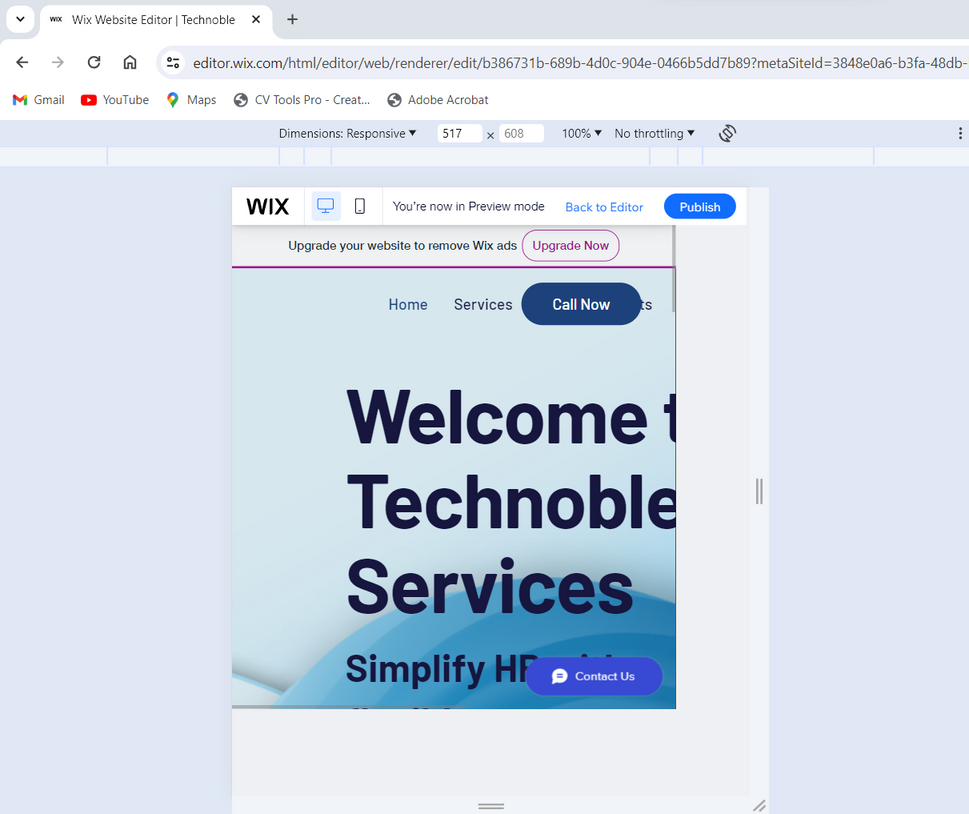 WIX Wix Website Editor | Technoble
editor.wix.com/html/editor/web/renderer/edit/b386731b-689b-4d0c-904e-0466b5dd7b89?metaSiteId=3848e0a6-b3fa-48db-
Gmail YouTube Maps CV Tools Pro - Creat... Adobe Acrobat
Dimensions: Responsive 517 × 608 100% No throttling
WIX You're now in Preview mode Back to Editor Publish
Upgrade your website to remove Wix ads Upgrade Now
Home Services Call Now ts
Welcome t
Technoble
Services
Simplify HR
Contact Us